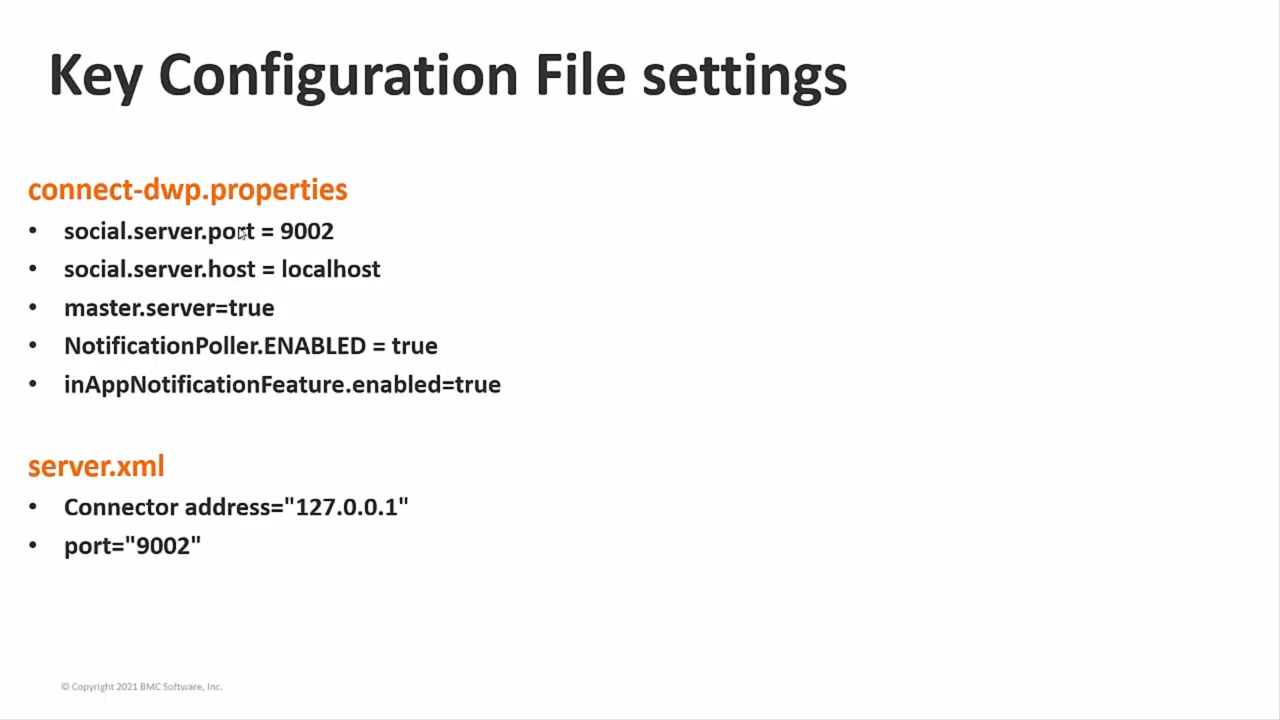 Key Configuration File settings
connect-dwp.properties
• social.server.port = 9002
• social.server.host = localhost
• master.server=true
• NotificationPoller.ENABLED = true
• inAppNotificationFeature.enabled=true
server.xml
• Connector address="127.0.0.1"
• port="9002"
© Copyright 2021 BMC Software, Inc.